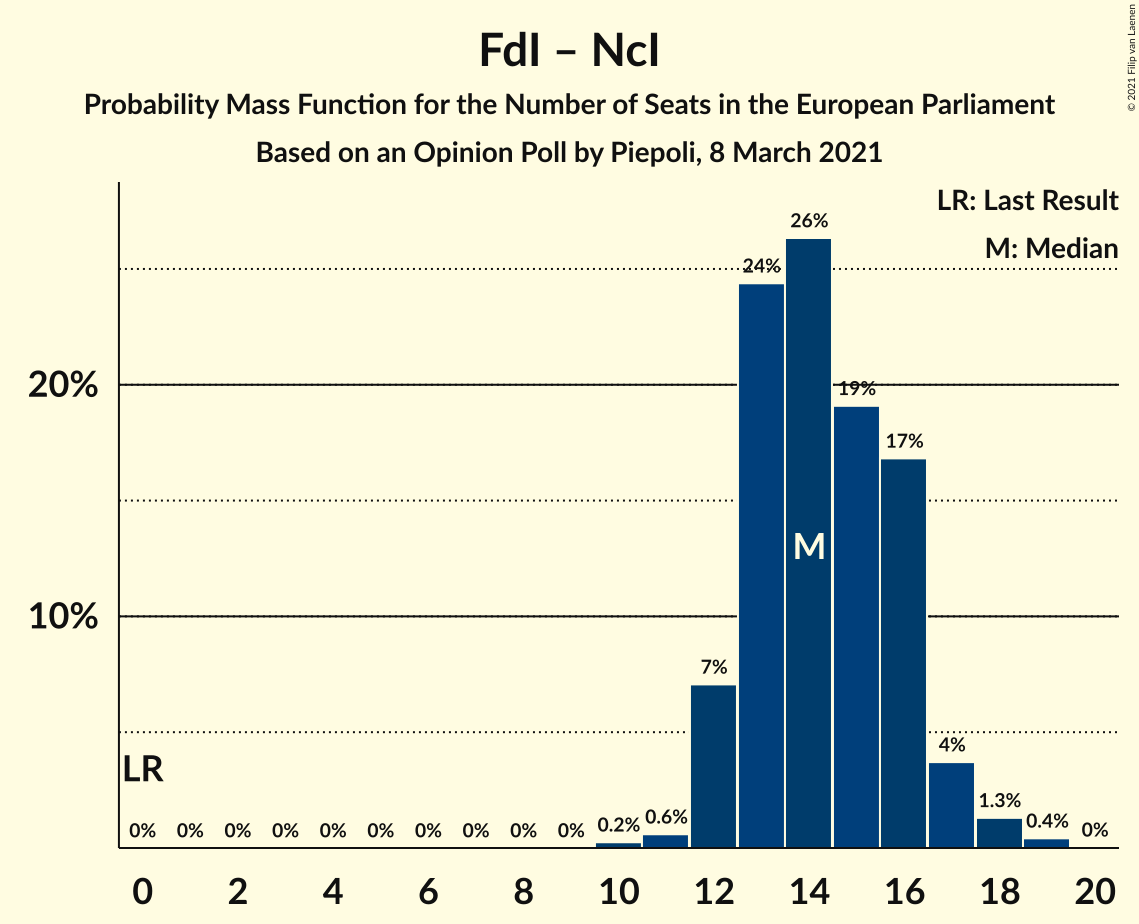 FdI – NcI
Probability Mass Function for the Number of Seats in the European Parliament
Based on an Opinion Poll by Piepoli, 8 March 2021
© 2021 Filip van Laenen
LR: Last Result
M: Median
26%
24%
20%
19%
17%
M
10%
7%
4%
LR
0% 0% 0% 0% 0% 0% 0% 0% 0% 0% 0.2% 0.6% 1.3% 0.4% 0%
0 2 4 6 8 10 12 14 16 18 20